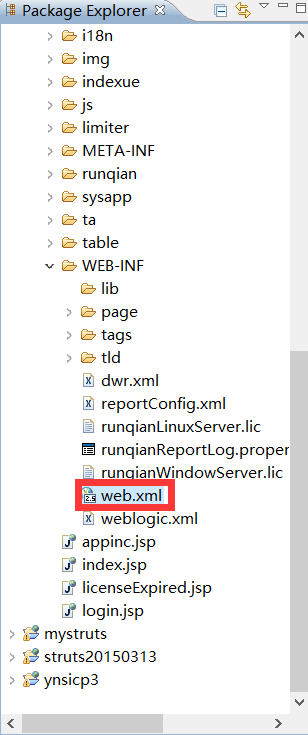 Package Explorer
i18n
img
indexue
js
limiter
META-INF
runqian
sysapp
ta
table
WEB-INF
lib
page
tags
tld
dwr.xml
reportConfig.xml
runqianLinuxServer.lic
runqianReportLog.proper
runqianWindowServer.lic
2.5 web.xml
weblogic.xml
appinc.jsp
index.jsp
licenseExpired.jsp
login.jsp
mystruts
struts20150313
ynsicp3